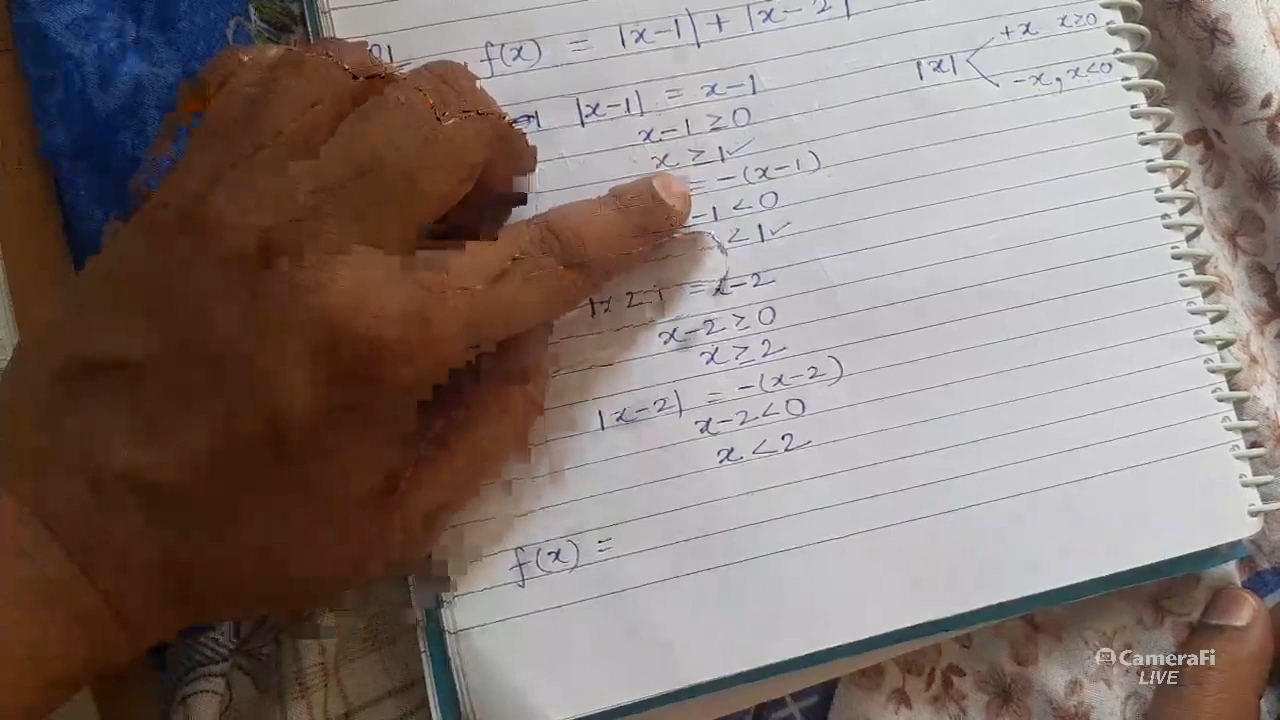 f(x) = |x-1| + |x-2|
|x| < +x x≥0
-x, x<0
|x-1| = x-1
x-1 ≥ 0
x ≥ 1 ✓
= -(x-1)
-1 < 0
< 1 ✓
|x-2| = x-2
x-2 ≥ 0
x ≥ 2
|x-2| = -(x-2)
x-2 < 0
x < 2
f(x) =
CameraFi
LIVE